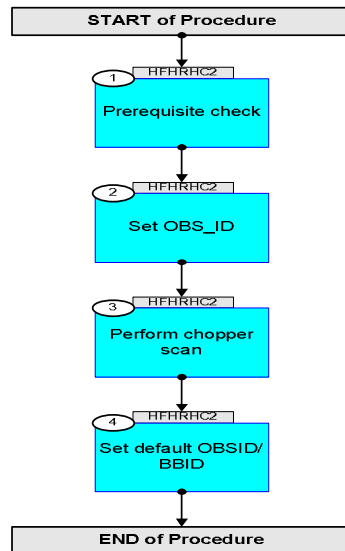 START of Procedure
HFHRHC2
1
Prerequisite check
HFHRHC2
2
Set OBS_ID
HFHRHC2
3
Perform chopper
scan
HFHRHC2
4
Set default OBSID/
BBID
END of Procedure